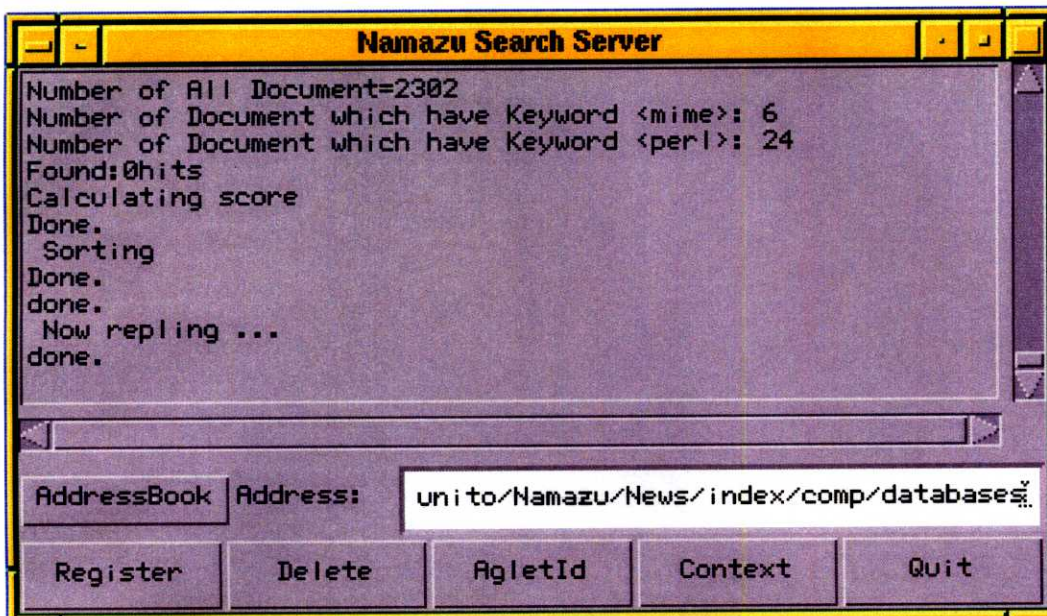 Namazu Search Server
Number of All Document=2302
Number of Document which have Keyword <mime>: 6
Number of Document which have Keyword <perl>: 24
Found:0hits
Calculating score
Done.
Sorting
Done.
done.
Now repling ...
done.
AddressBook Address: unito/Namazu/News/index/comp/databases
Register Delete AgletId Context Quit